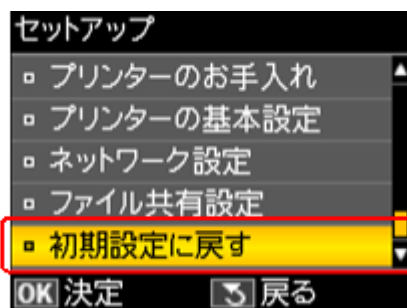 セットアップ
プリンターのお手入れ
プリンターの基本設定
ネットワーク設定
ファイル共有設定
初期設定に戻す
OK 決定 戻る